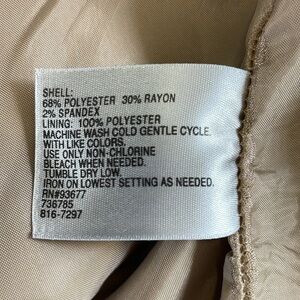 SHELL:
68% POLYESTER 30% RAYON
2% SPANDEX
LINING: 100% POLYESTER
MACHINE WASH COLD GENTLE CYCLE,
WITH LIKE COLORS.
USE ONLY NON-CHLORINE
BLEACH WHEN NEEDED.
TUMBLE DRY LOW.
IRON ON LOWEST SETTING AS NEEDED.
RN#93677
736785
816-7297